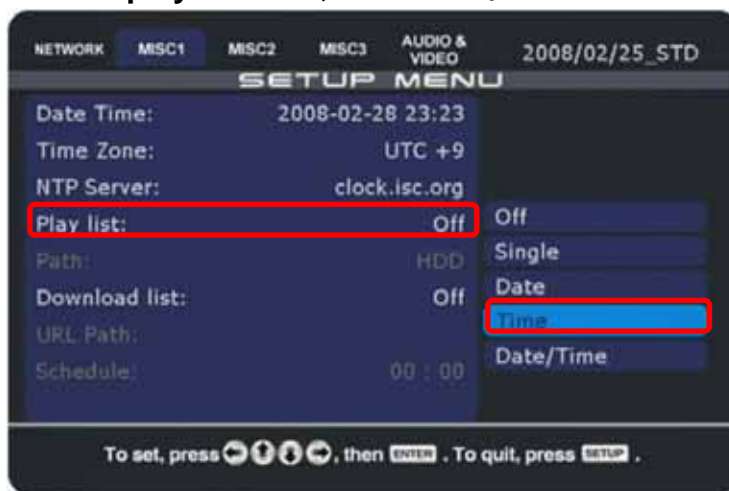 NETWORK MISC1 MISC2 MISC3 AUDIO & VIDEO 2008/02/25_STD
SETUP MENU
Date Time: 2008-02-28 23:23
Time Zone: UTC +9
NTP Server: clock.isc.org
Play list: Off
Path: HDD
Download list: Off
URL Path:
Schedule: 00 : 00
Off
Single
Date
Time
Date/Time
To set, press , then ENTER . To quit, press SETUP .